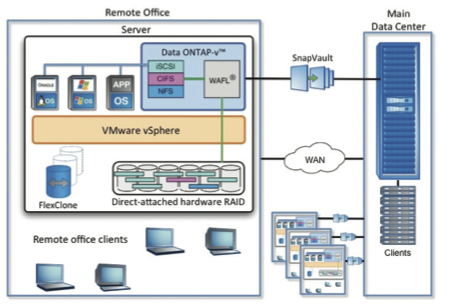 Remote Office
Main
Data Center
Server
Data ONTAP-v™
iSCSI
CIFS
NFS
WAFL®
SnapVault
ORACLE
OS
OS
APP
OS
VMware vSphere
WAN
FlexClone
Direct-attached hardware RAID
Remote office clients
Clients